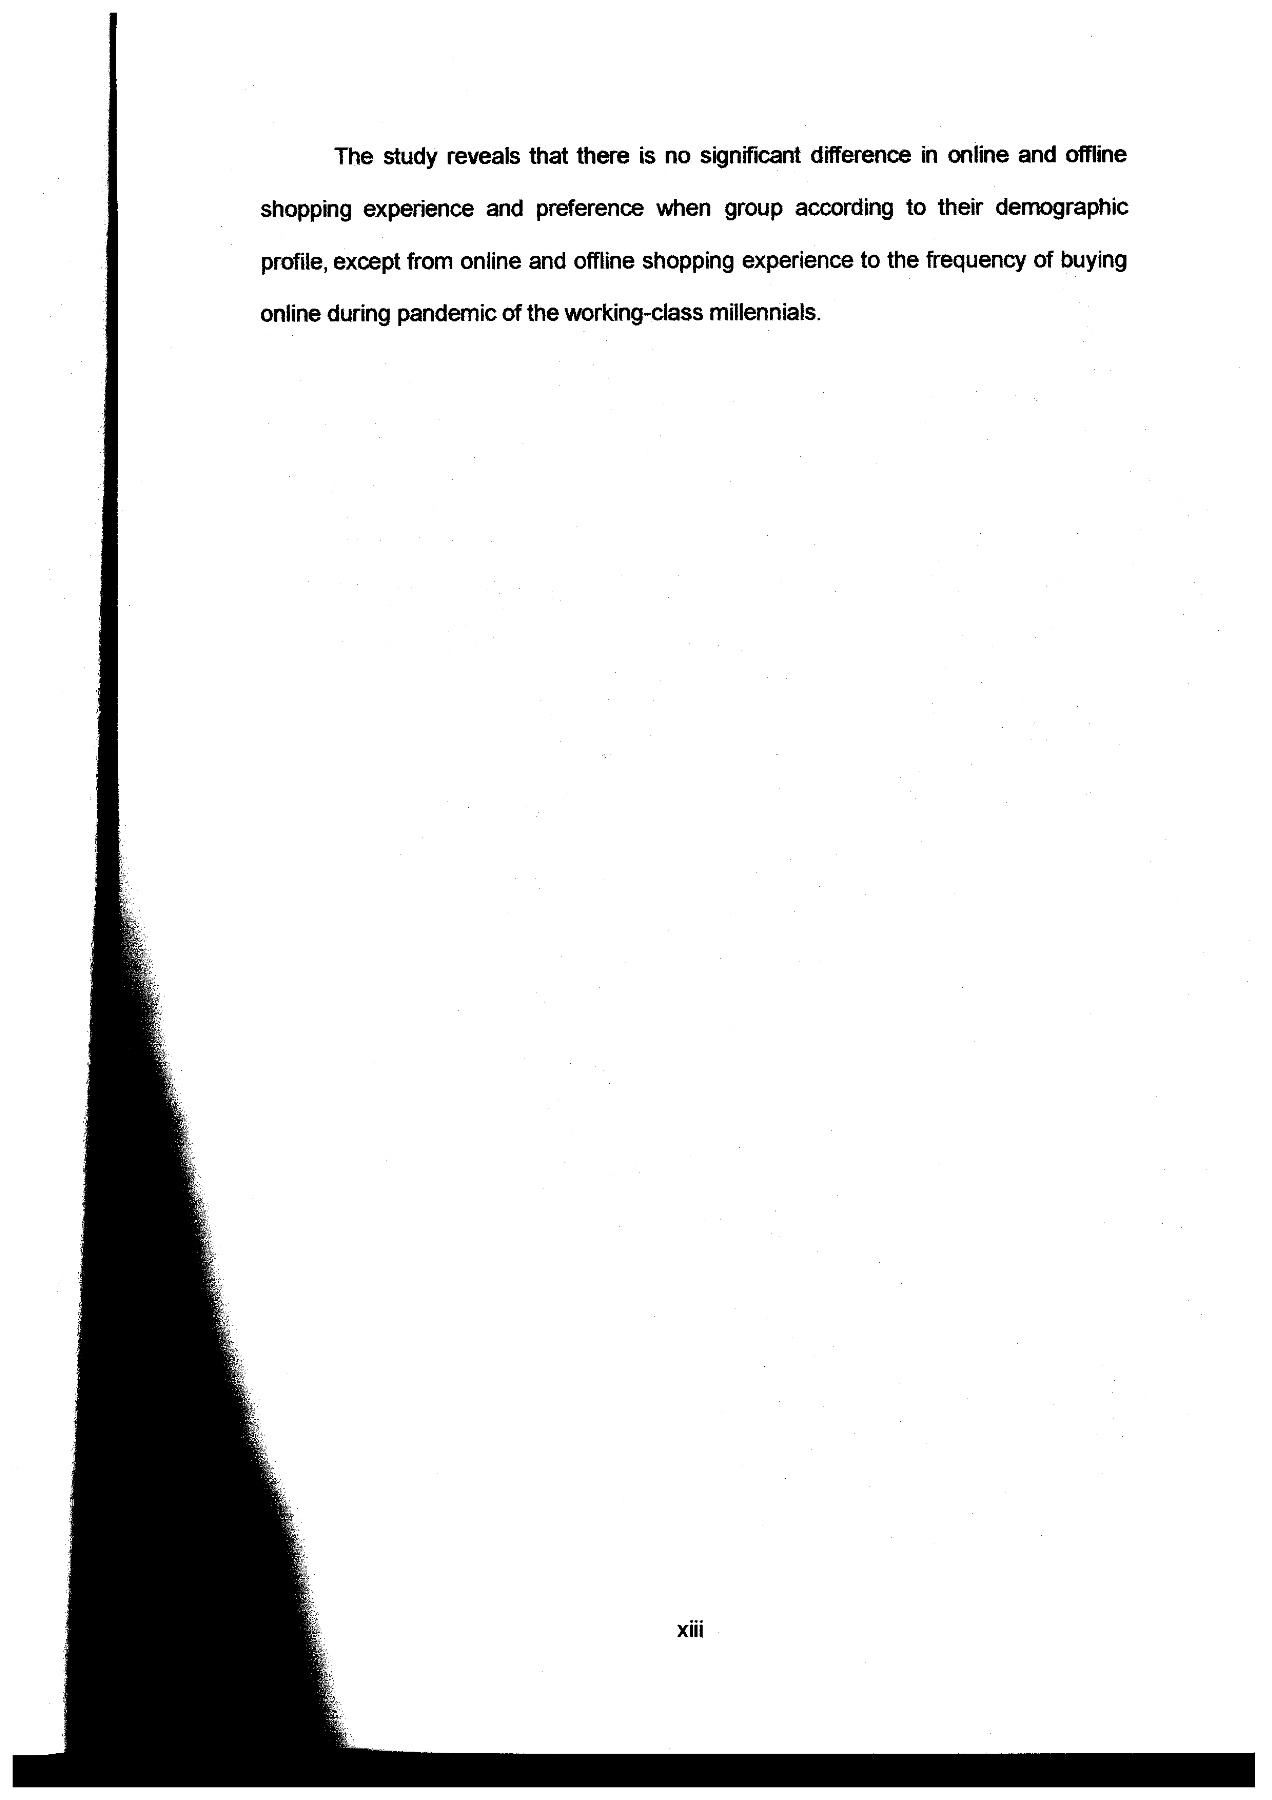 The study reveals that there is no significant difference in online and offline
shopping experience and preference when group according to their demographic
profile, except from online and offline shopping experience to the frequency of buying
online during pandemic of the working-class millennials.
xiii